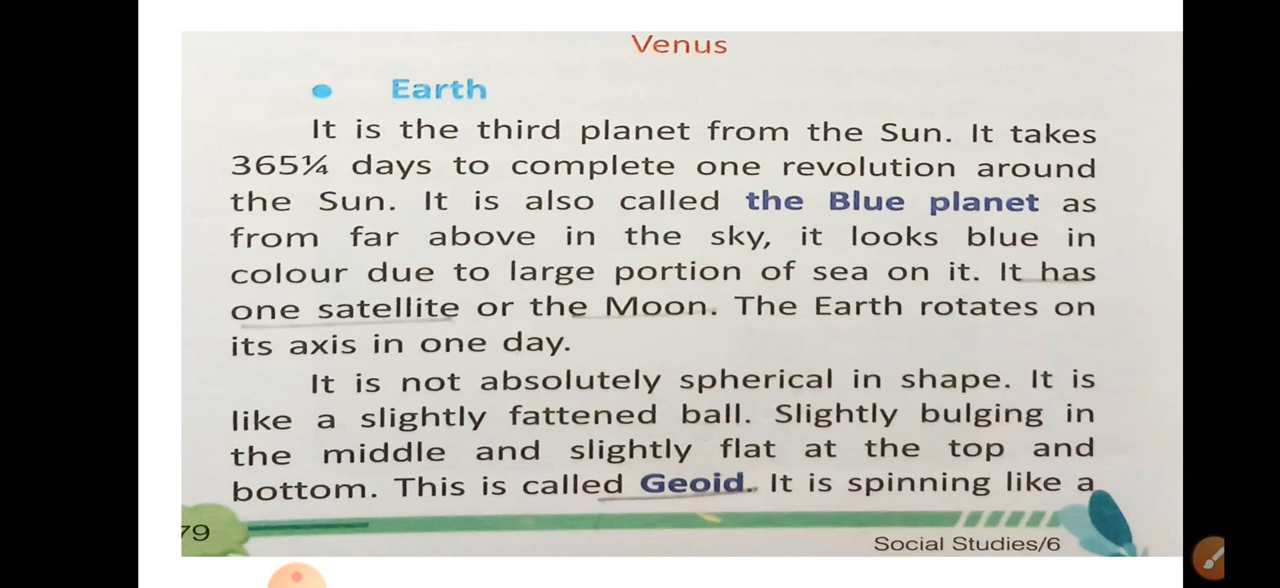 Venus
• Earth
It is the third planet from the Sun. It takes
365¼ days to complete one revolution around
the Sun. It is also called the Blue planet as
from far above in the sky, it looks blue in
colour due to large portion of sea on it. It has
one satellite or the Moon. The Earth rotates on
its axis in one day.
It is not absolutely spherical in shape. It is
like a slightly fattened ball. Slightly bulging in
the middle and slightly flat at the top and
bottom. This is called Geoid. It is spinning like a
79
Social Studies/6